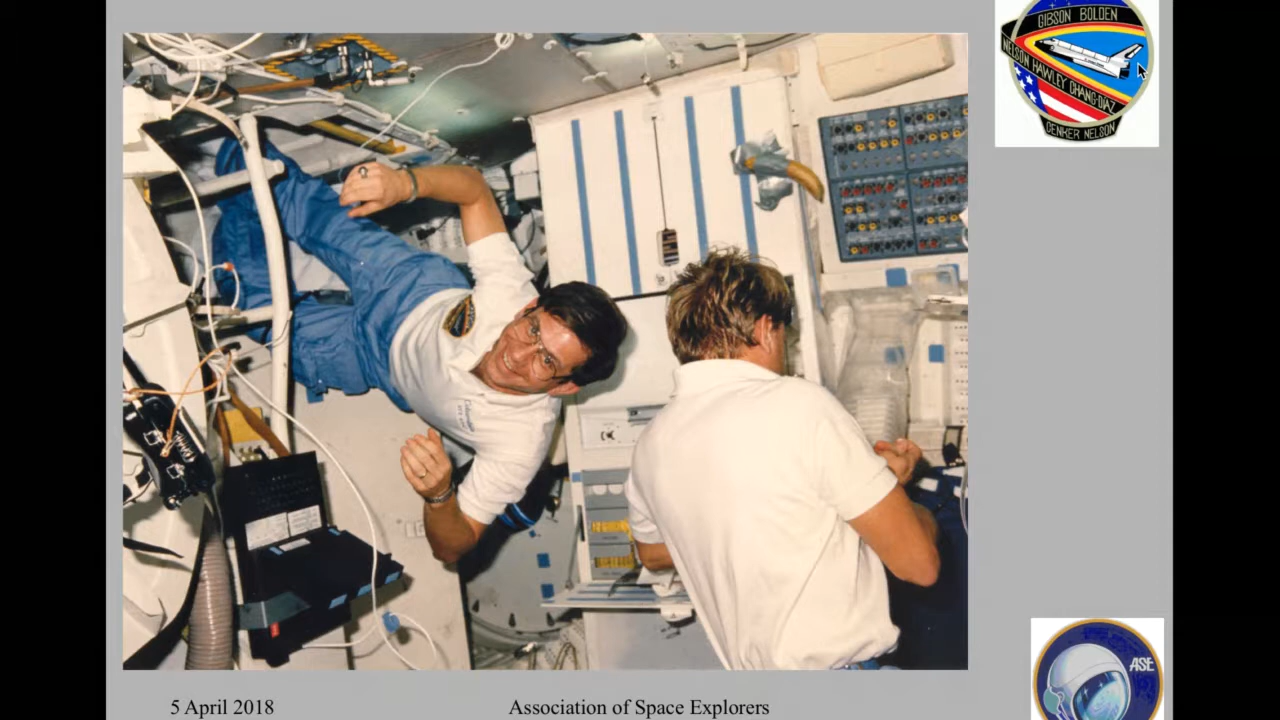 GIBSON BOLDEN
NELSON HAWLEY CHANG-DIAZ
CENKER NELSON
ASE
5 April 2018
Association of Space Explorers